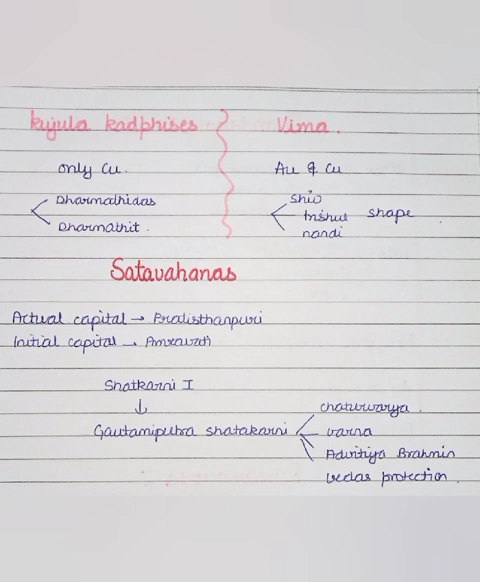 kujula kadphises Vima.
only Cu. Au & Cu
Dharmadhidas Shiv
Trishul shape
Dharmathit. nandi
Satavahanas
Actual capital → Pratisthanpuri
Initial capital → Amravati
Shatkarni I
chaturvarya.
Gautamiputra shatakarni varna
Advitiya Brahmin
vedas protection.